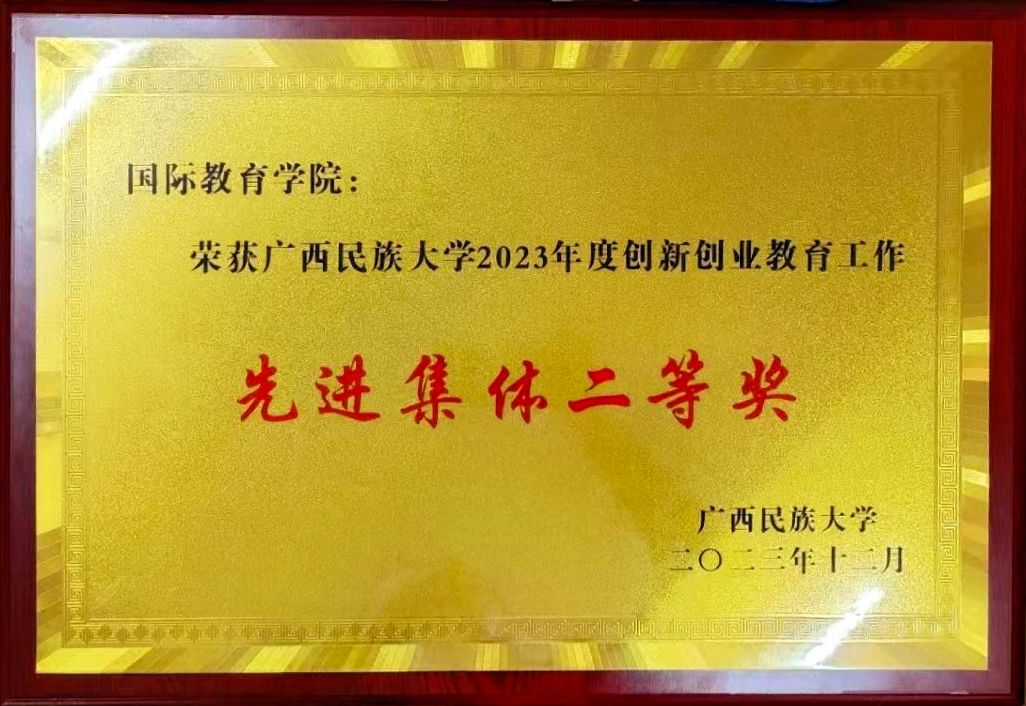 国际教育学院：
荣获广西民族大学2023年度创新创业教育工作
先进集体二等奖
广西民族大学
二〇二三年十二月